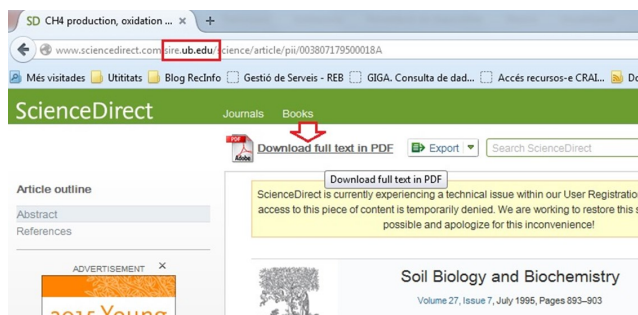 SD CH4 production, oxidation ... × +
www.sciencedirect.com.sire.ub.edu/science/article/pii/003807179500018A
Més visitades Utititats Blog RecInfo Gestió de Serveis - REB GIGA. Consulta de dad... Accés recursos-e CRAI... Do
ScienceDirect Journals Books
PDF Adobe Download full text in PDF Export Search ScienceDirect
Download full text in PDF
Article outline
ScienceDirect is currently experiencing a technical issue within our User Registratio
Abstract
access to this piece of content is temporarily denied. We are working to restore this s
References
possible and apologize for this inconvenience!
ADVERTISEMENT ×
Soil Biology and Biochemistry
Volume 27, Issue 7, July 1995, Pages 893–903
2015 Young